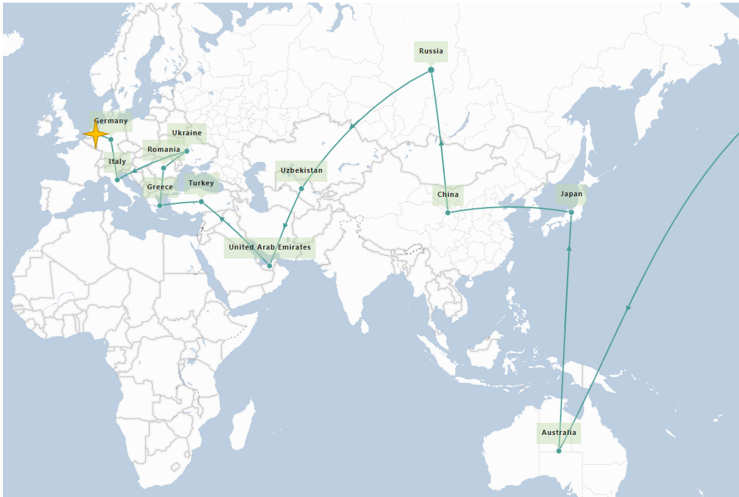 Russia
Germany
Ukraine
Romania
Italy
Uzbekistan
Greece
Turkey
China
Japan
United Arab Emirates
Australia